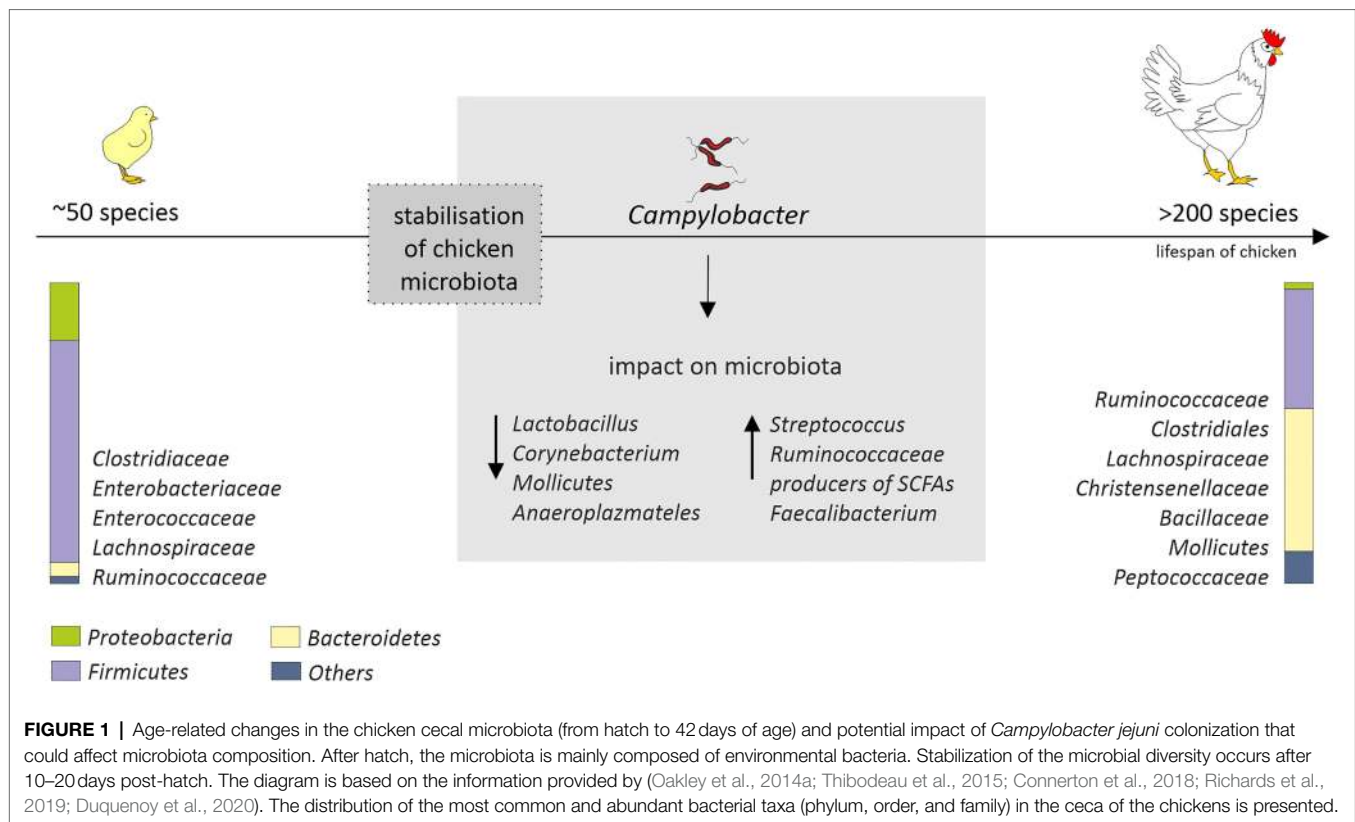 ~50 species
stabilisation
of chicken
microbiota
Campylobacter
>200 species
lifespan of chicken
impact on microbiota
Lactobacillus
Corynebacterium
Mollicutes
Anaeroplazmateles
Streptococcus
Ruminococcaceae
producers of SCFAs
Faecalibacterium
Clostridiaceae
Enterobacteriaceae
Enterococcaceae
Lachnospiraceae
Ruminococcaceae
Ruminococcaceae
Clostridiales
Lachnospiraceae
Christensenellaceae
Bacillaceae
Mollicutes
Peptococcaceae
Proteobacteria
Bacteroidetes
Firmicutes
Others
FIGURE 1 | Age-related changes in the chicken cecal microbiota (from hatch to 42 days of age) and potential impact of Campylobacter jejuni colonization that
could affect microbiota composition. After hatch, the microbiota is mainly composed of environmental bacteria. Stabilization of the microbial diversity occurs after
10–20 days post-hatch. The diagram is based on the information provided by (Oakley et al., 2014a; Thibodeau et al., 2015; Connerton et al., 2018; Richards et al.,
2019; Duquenoy et al., 2020). The distribution of the most common and abundant bacterial taxa (phylum, order, and family) in the ceca of the chickens is presented.